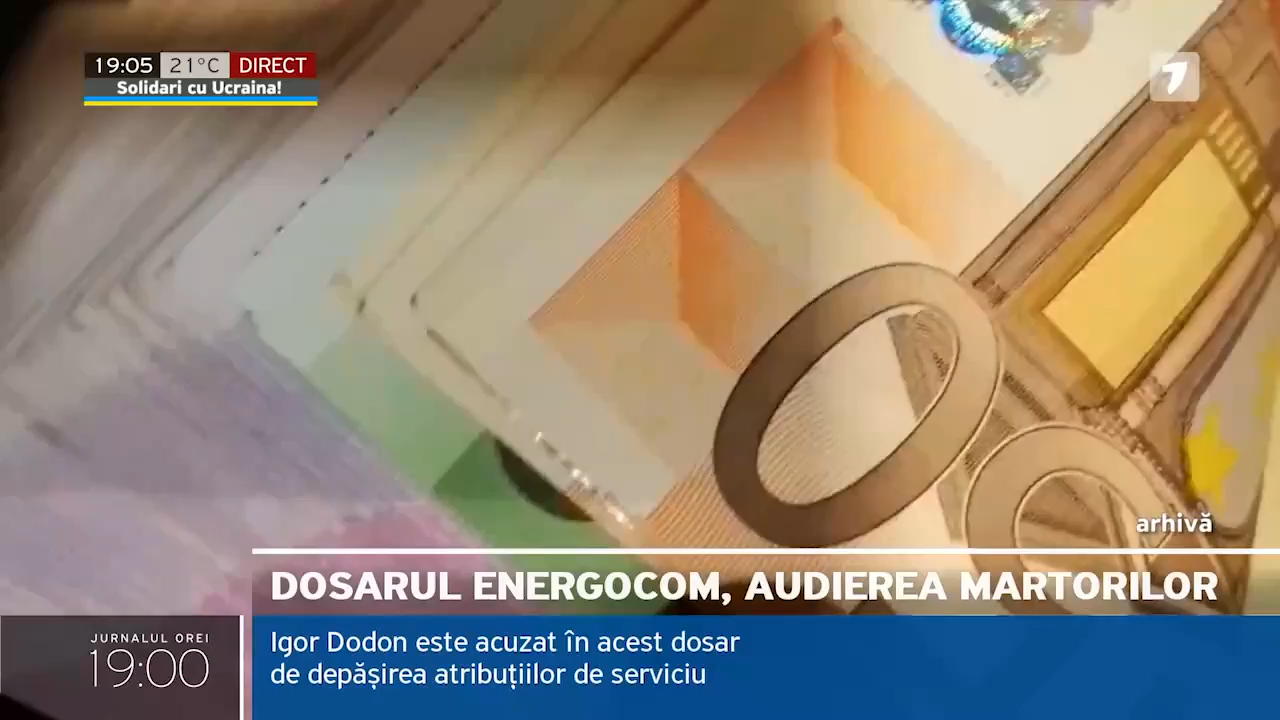 19:05 21°C DIRECT
Solidari cu Ucraina!
arhivă
DOSARUL ENERGOCOM, AUDIEREA MARTORILOR
JURNALUL OREI
19:00
Igor Dodon este acuzat în acest dosar
de depășirea atribuțiilor de serviciu